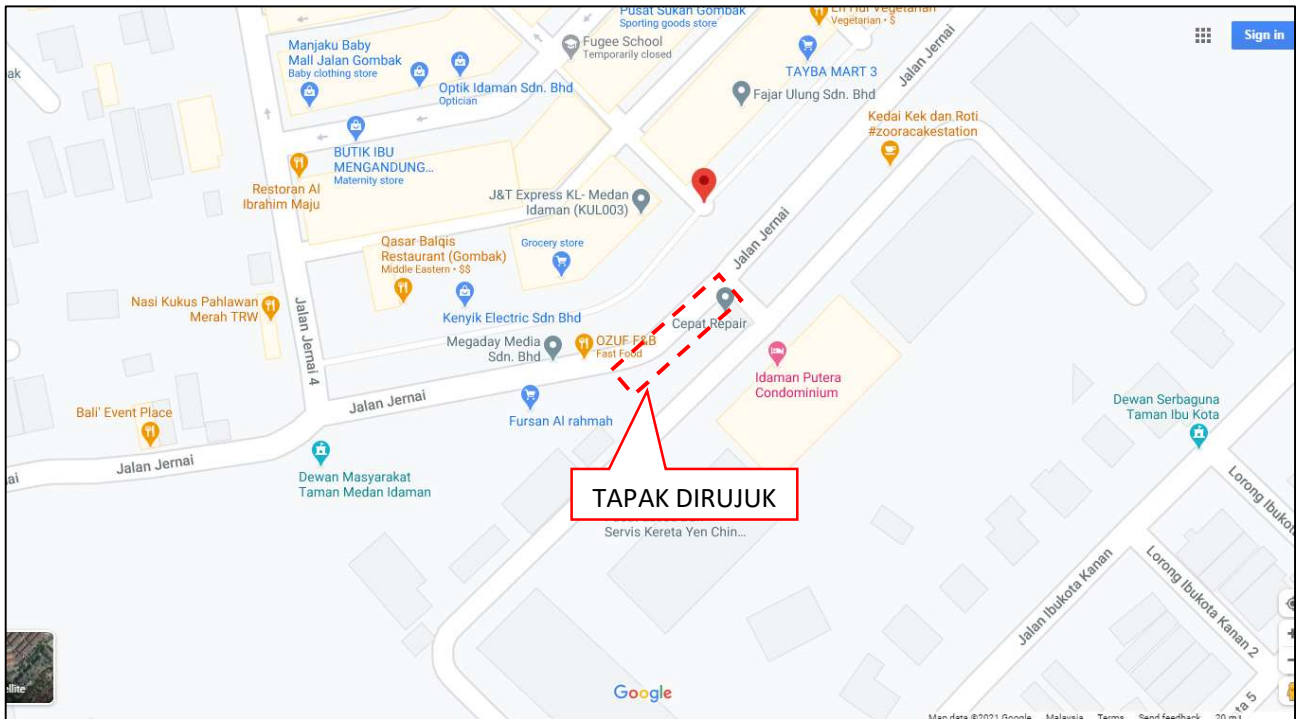 Pusat Sukan Gombak
Sporting goods store
Vegetarian · $
Manjaku Baby
Mall Jalan Gombak
Baby clothing store
Fugee School
Temporarily closed
Sign in
ak
Optik Idaman Sdn. Bhd
Optician
TAYBA MART 3
Jalan Jernai
Fajar Ulung Sdn. Bhd
Kedai Kek dan Roti
#zooracakestation
BUTIK IBU
MENGANDUNG...
Maternity store
Restoran Al
Ibrahim Maju
J&T Express KL- Medan
Idaman (KUL003)
Jalan Jernai
Qasar Balqis
Restaurant (Gombak)
Middle Eastern · $$
Grocery store
Nasi Kukus Pahlawan
Merah TRW
Jalan Jernai 4
Kenyik Electric Sdn Bhd
Cepat Repair
Megaday Media
Sdn. Bhd
OZUF F&B
Fast Food
Idaman Putera
Condominium
Jalan Jernai
Fursan Al rahmah
Bali' Event Place
Dewan Serbaguna
Taman Ibu Kota
Jalan Jernai
ai
Dewan Masyarakat
Taman Medan Idaman
TAPAK DIRUJUK
Servis Kereta Yen Chin...
Lorong Ibukota
Jalan Ibukota Kanan
Lorong Ibukota Kanan 2
ta 5
ellite
Google
Map data ©2021 Google Malaysia Terms Send feedback 20 m